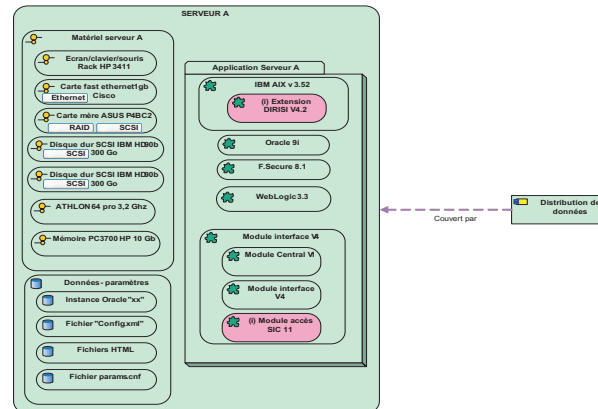 SERVEUR A
Matériel serveur A
Ecran/clavier/souris
Rack HP 3411
Carte fast ethernet1gb
Ethernet Cisco
Carte mère ASUS P4BC2
RAID SCSI
Disque dur SCSI IBM HD90b
SCSI 300 Go
Disque dur SCSI IBM HD90b
SCSI 300 Go
ATHLON 64 pro 3,2 Ghz
Mémoire PC3700 HP 10 Gb
Données - paramètres
Instance Oracle "xx"
Fichier "Config.xml"
Fichiers HTML
Fichier params.cnf
Application Serveur A
IBM AIX v 3.52
(i) Extension
DIRISI V4.2
Oracle 9i
F.Secure 8.1
WebLogic 3.3
Module interface V4
Module Central VI
Module interface
V4
(i) Module accès
SIC 11
Couvert par
Distribution de
données